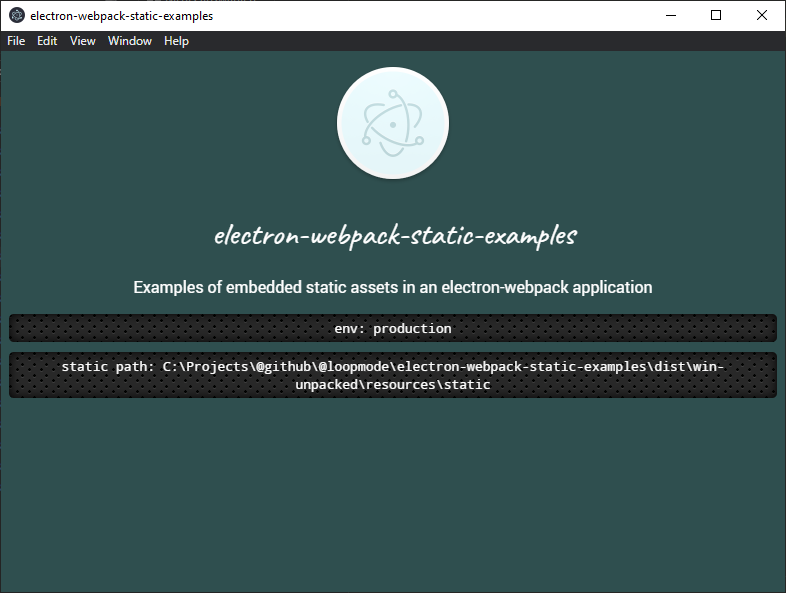 electron-webpack-static-examples
File Edit View Window Help
electron-webpack-static-examples
Examples of embedded static assets in an electron-webpack application
env: production
static path: C:\Projects\@github\@loopmode\electron-webpack-static-examples\dist\win-
unpacked\resources\static